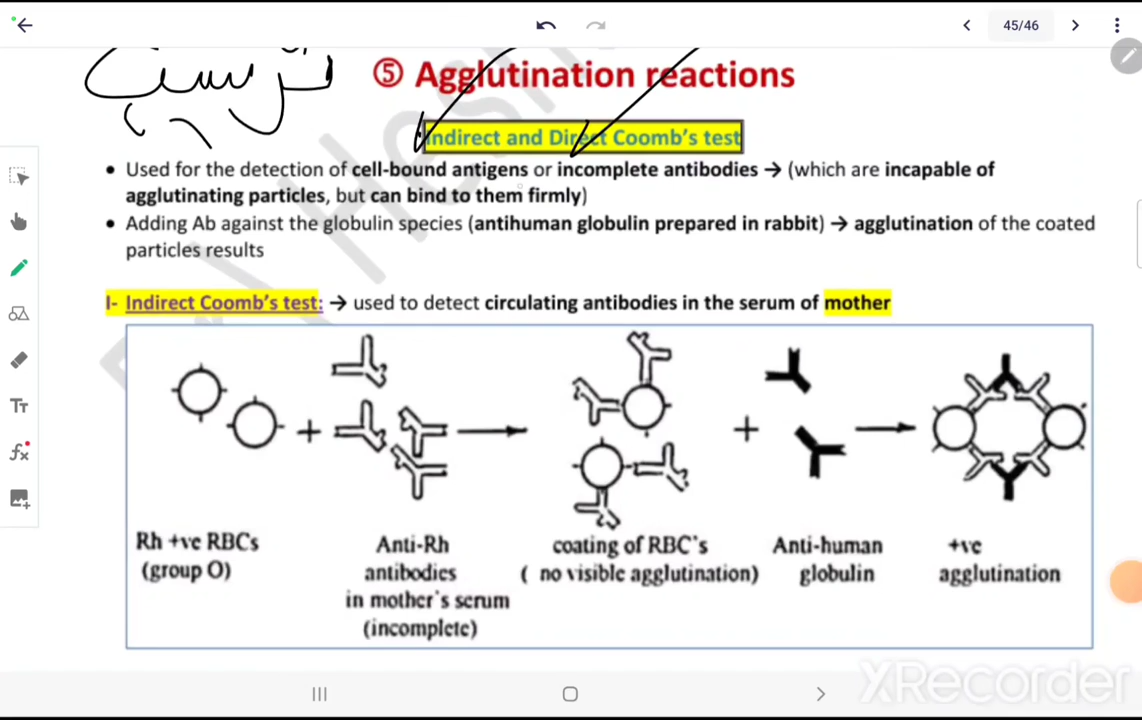 45/46
⑤ Agglutination reactions
Indirect and Direct Coomb's test
• Used for the detection of cell-bound antigens or incomplete antibodies → (which are incapable of
agglutinating particles, but can bind to them firmly)
• Adding Ab against the globulin species (antihuman globulin prepared in rabbit) → agglutination of the coated
particles results
I- Indirect Coomb's test: → used to detect circulating antibodies in the serum of mother
+
+
Rh +ve RBCs
(group O)
Anti-Rh
antibodies
in mother's serum
(incomplete)
coating of RBC's
( no visible agglutination)
Anti-human
globulin
+ve
agglutination
Tт
fx
XRecorder